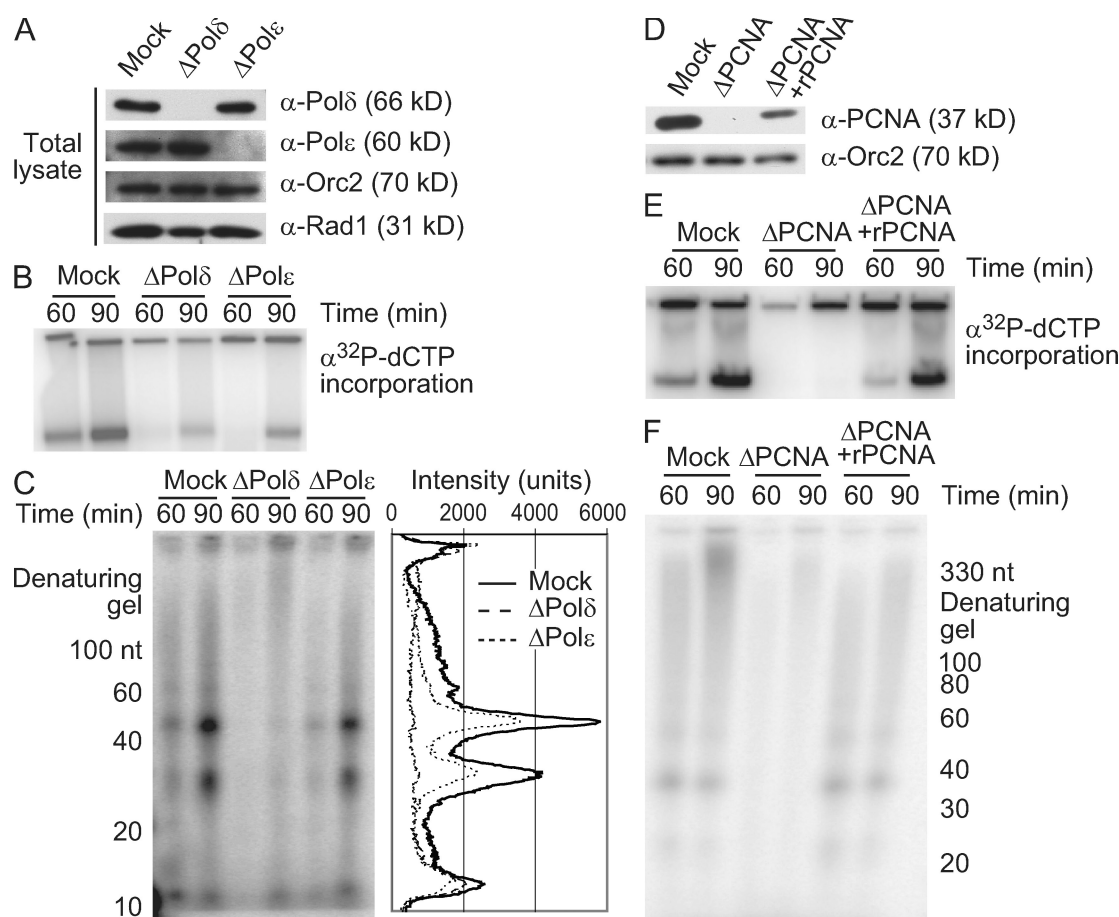 A
Mock
ΔPolδ
ΔPolε
Total
lysate
α-Polδ (66 kD)
α-Polε (60 kD)
α-Orc2 (70 kD)
α-Rad1 (31 kD)
B
Mock ΔPolδ ΔPolε
60 90 60 90 60 90 Time (min)
α32P-dCTP
incorporation
C
Mock ΔPolδ ΔPolε
Time (min) 60 90 60 90 60 90
Denaturing
gel
100 nt
60
40
20
10
Intensity (units)
0 2000 4000 6000
Mock
ΔPolδ
ΔPolε
D
Mock
ΔPCNA
ΔPCNA
+rPCNA
α-PCNA (37 kD)
α-Orc2 (70 kD)
E
ΔPCNA
Mock ΔPCNA +rPCNA
60 90 60 90 60 90 Time (min)
α32P-dCTP
incorporation
F
ΔPCNA
Mock ΔPCNA +rPCNA
60 90 60 90 60 90 Time (min)
330 nt
Denaturing
gel
100
80
60
40
30
20